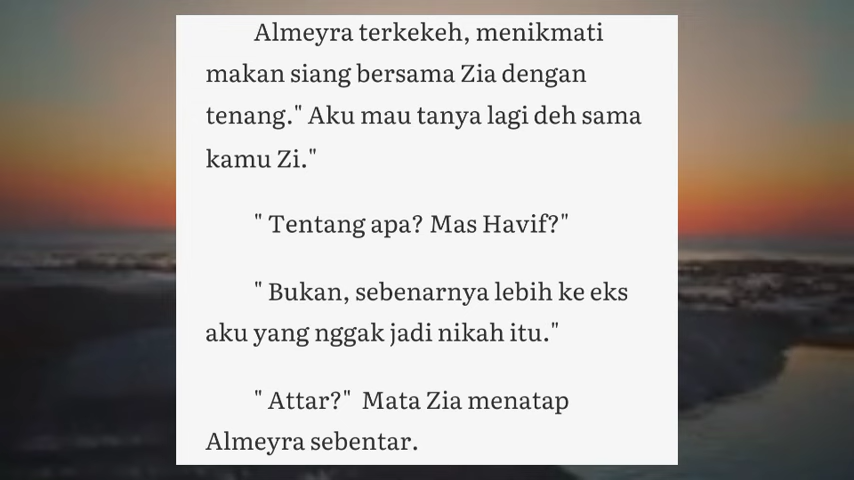 Almeyra terkekeh, menikmati
makan siang bersama Zia dengan
tenang." Aku mau tanya lagi deh sama
kamu Zi."
" Tentang apa? Mas Havif?"
" Bukan, sebenarnya lebih ke eks
aku yang nggak jadi nikah itu."
" Attar?"  Mata Zia menatap
Almeyra sebentar.